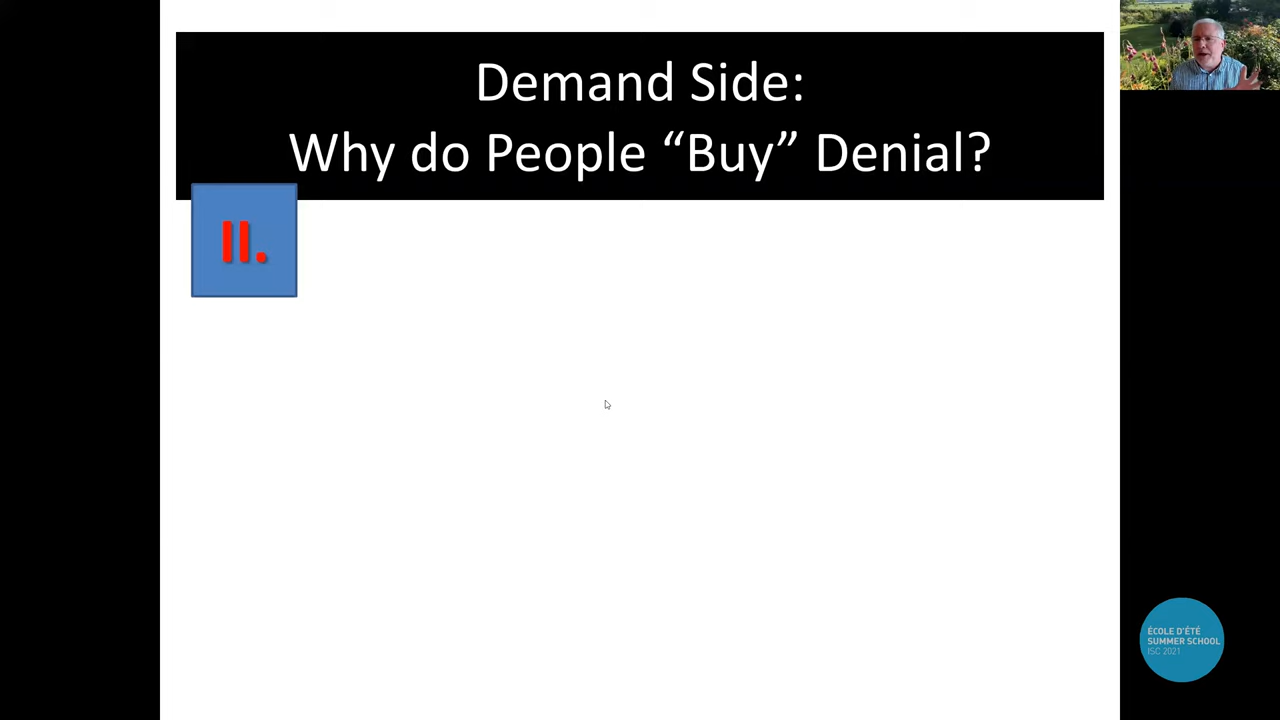 Demand Side:
Why do People “Buy” Denial?
II.
ÉCOLE D'ÉTÉ
SUMMER SCHOOL
ISC 2021